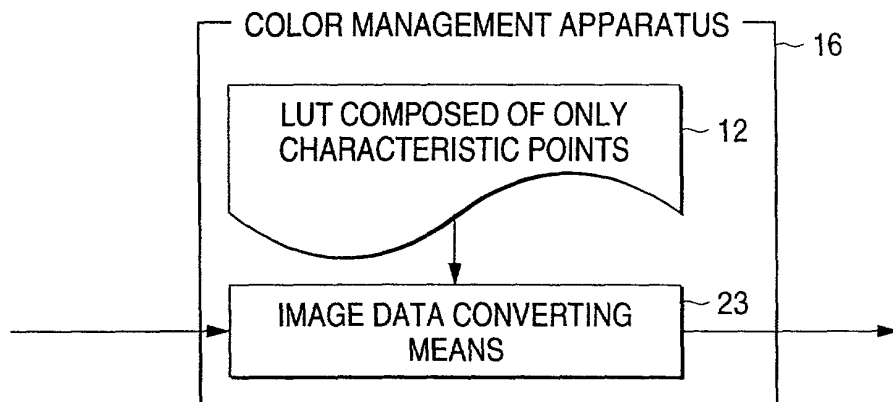 COLOR MANAGEMENT APPARATUS
16
LUT COMPOSED OF ONLY
CHARACTERISTIC POINTS
12
IMAGE DATA CONVERTING
MEANS
23